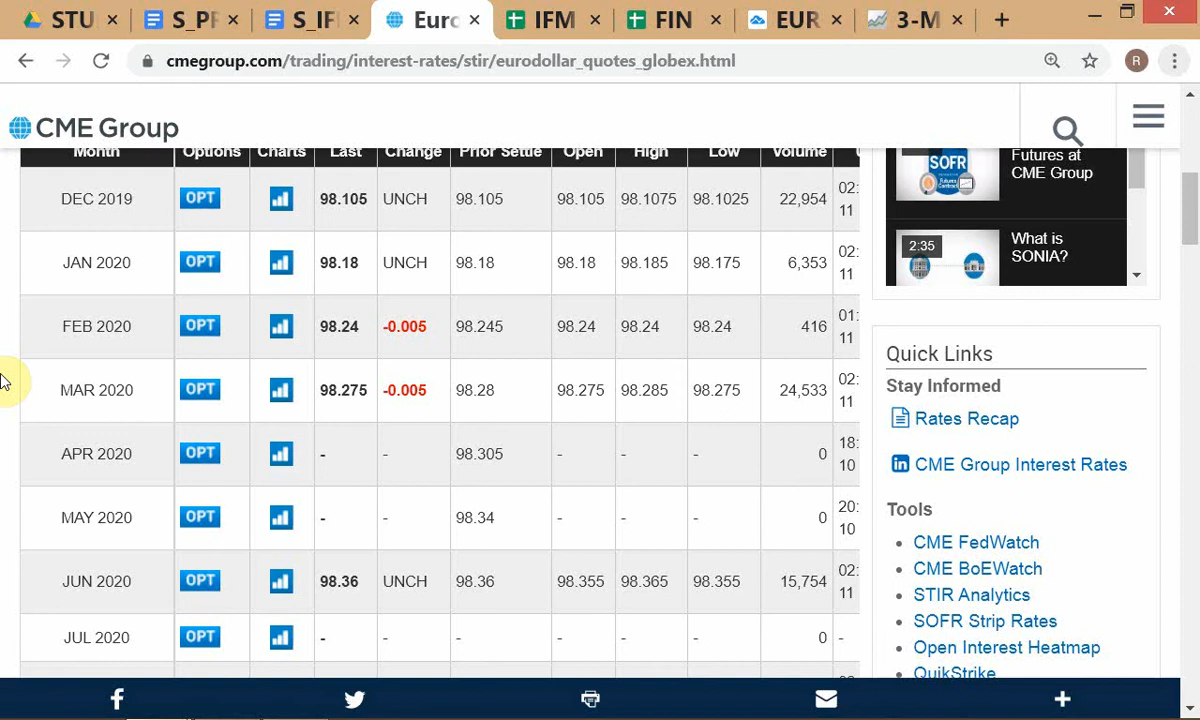 STU
S_PF
S_IFI
Euro
IFM
FIN
EUR
3-M
cmegroup.com/trading/interest-rates/stir/eurodollar_quotes_globex.html
R
CME Group
Month Options Charts Last Change Prior Settle Open High Low Volume
DEC 2019 OPT 98.105 UNCH 98.105 98.105 98.1075 98.1025 22,954 02:
11
JAN 2020 OPT 98.18 UNCH 98.18 98.18 98.185 98.175 6,353 02:
11
FEB 2020 OPT 98.24 -0.005 98.245 98.24 98.24 98.24 416 01:
11
MAR 2020 OPT 98.275 -0.005 98.28 98.275 98.285 98.275 24,533 02:
11
APR 2020 OPT - - 98.305 - - - 0 18:
10
MAY 2020 OPT - - 98.34 - - - 0 20:
10
JUN 2020 OPT 98.36 UNCH 98.36 98.355 98.365 98.355 15,754 02:
11
JUL 2020 OPT - - - - - - 0 -
SOFR
Futures at
CME Group
2:35
What is
SONIA?
Quick Links
Stay Informed
Rates Recap
CME Group Interest Rates
Tools
CME FedWatch
CME BoEWatch
STIR Analytics
SOFR Strip Rates
Open Interest Heatmap
QuikStrike